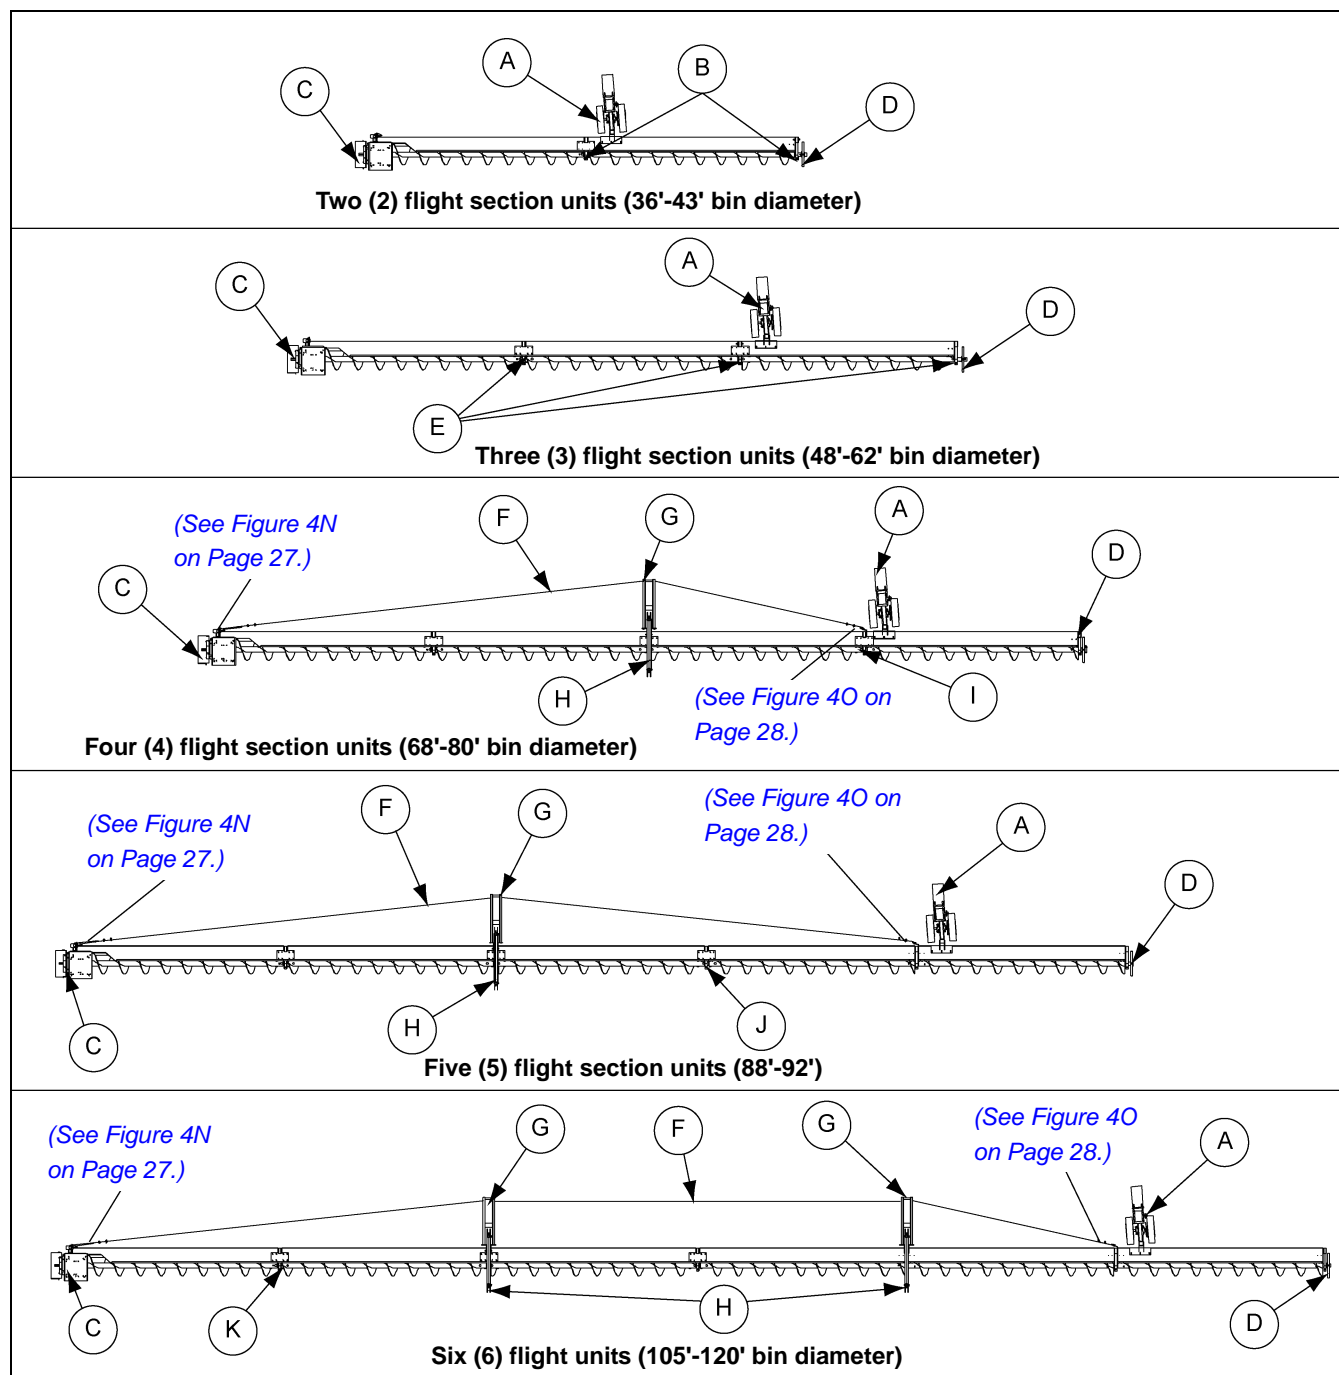 A
B
C
D
Two (2) flight section units (36'-43' bin diameter)
A
C
D
E
Three (3) flight section units (48'-62' bin diameter)
(See Figure 4N
on Page 27.)
F
G
A
D
C
H
(See Figure 4O on
Page 28.)
I
Four (4) flight section units (68'-80' bin diameter)
(See Figure 4N
on Page 27.)
F
G
(See Figure 4O on
Page 28.)
A
D
C
H
J
Five (5) flight section units (88'-92')
(See Figure 4N
on Page 27.)
G
F
G
(See Figure 4O
on Page 28.)
A
C
K
H
D
Six (6) flight units (105'-120' bin diameter)